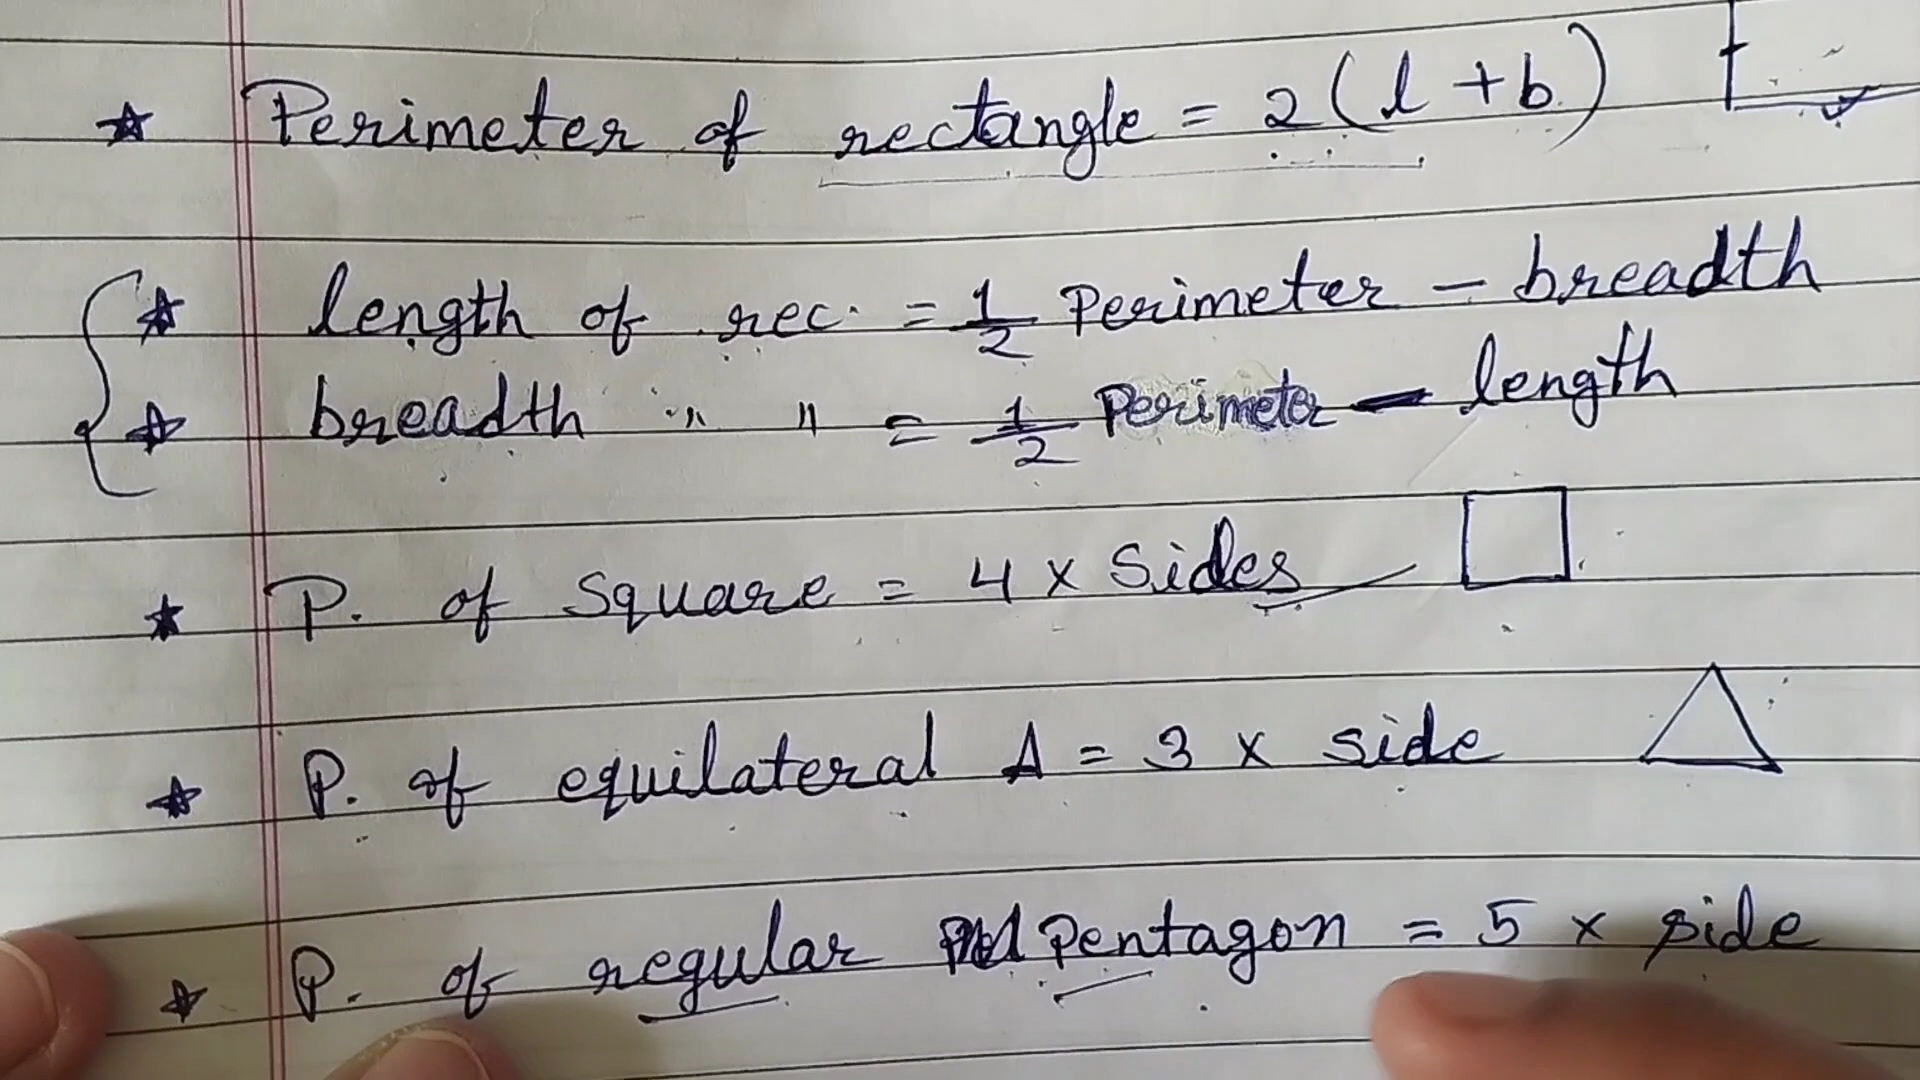 ☆ Perimeter of rectangle = 2(l + b)
☆ length of rec. = 1/2 Perimeter - breadth
☆ breadth " " = 1/2 Perimeter - length
☆ P. of Square = 4 x Sides
☆ P. of equilateral Δ = 3 x side
☆ P. of regular Pentagon = 5 x side